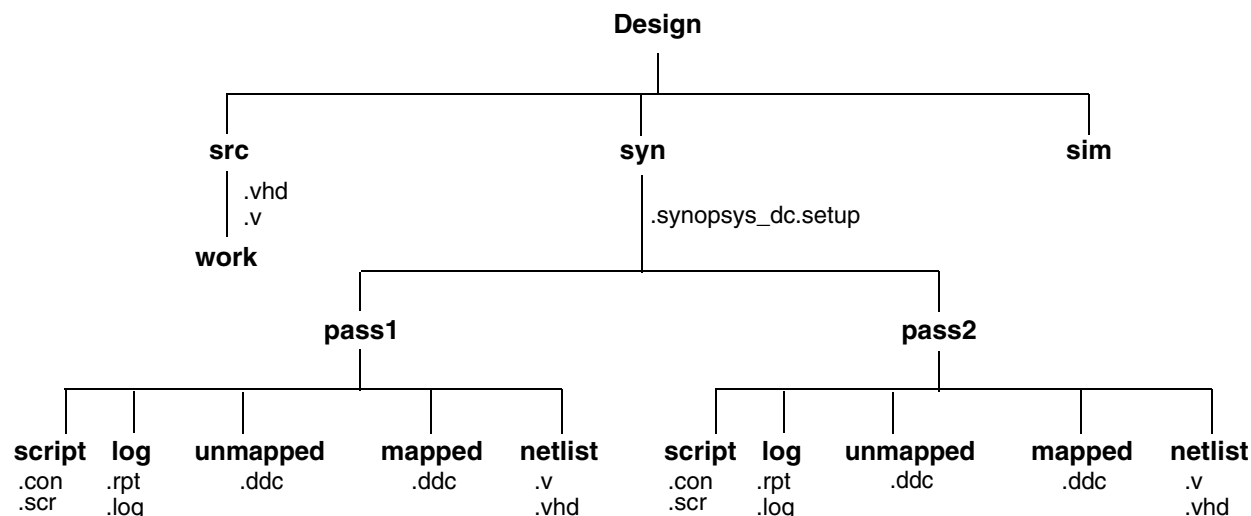 Design
src syn sim
.vhd
.v
.synopsys_dc.setup
work
pass1 pass2
script log unmapped mapped netlist script log unmapped mapped netlist
.con .rpt .ddc .ddc .v .con .rpt .ddc .ddc .v
.scr .log .vhd .scr .log .vhd